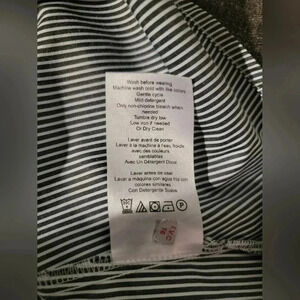 Wash before wearing
Machine wash cold with like colors
Gentle cycle
Mild detergent
Only non-chlorine bleach when
needed
Tumble dry low
Low iron if needed
Or Dry Clean
Laver avant de porter
Laver à la machine à l'eau, froide
avec des couleurs
semblables
Avec Un Détergent Doux
Lavar antes de usar
Lavar a maquina con agua fria con
colores similares
Con Detergente Suave
P